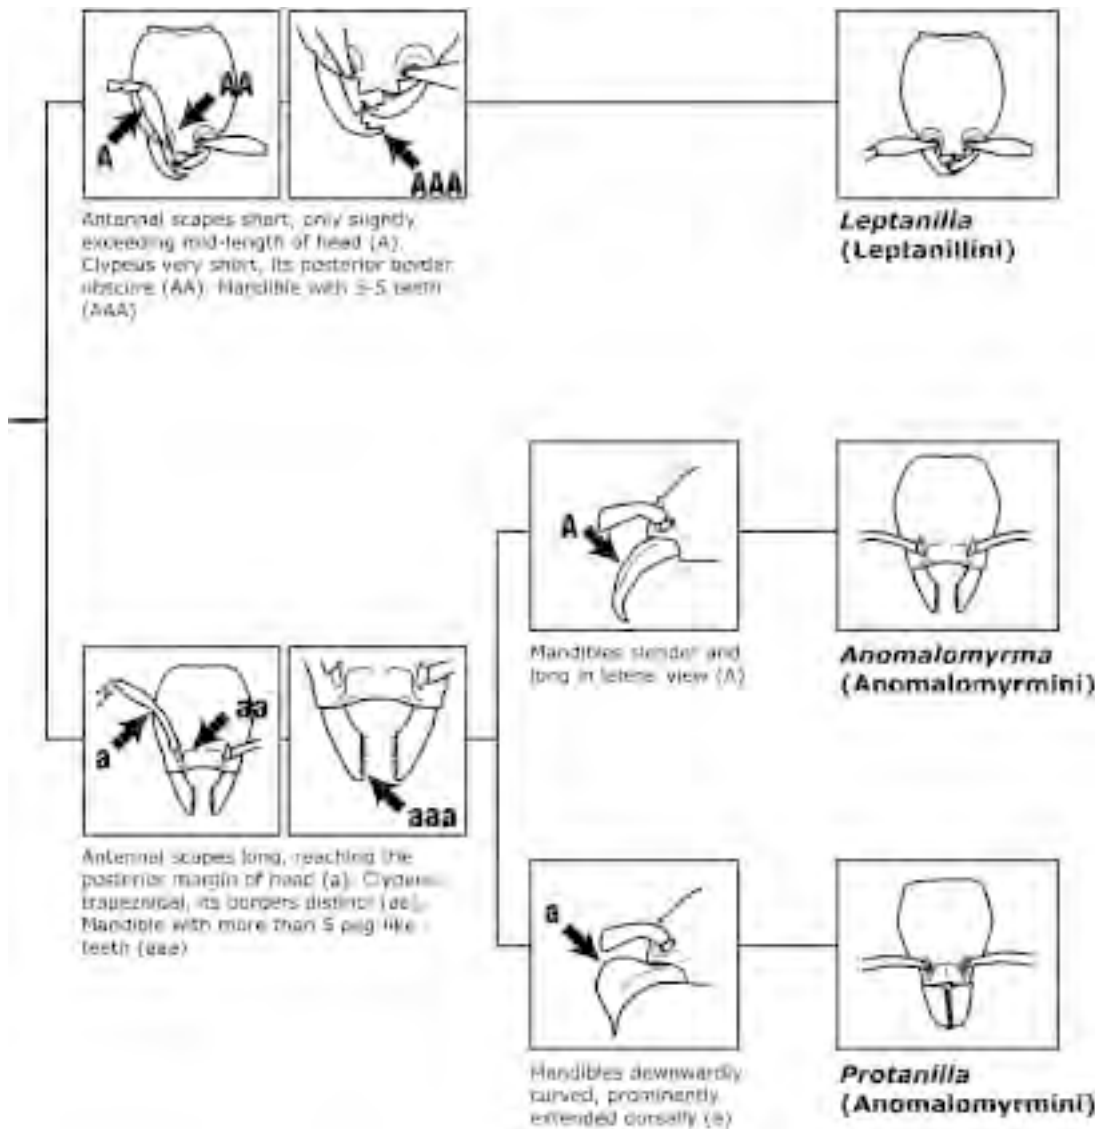 A
AA
AAA
Antennal scapes short, only slightly
exceeding mid-length of head (A).
Clypeus very short, its posterior border
obscure (AA). Mandible with 3-5 teeth
(AAA)
Leptanilla
(Leptanillini)
A
Mandibles slender and
long in lateral view (A)
Anomalomyrma
(Anomalomyrmini)
a
aa
aaa
Antennal scapes long, reaching the
posterior margin of head (a). Clypeus
trapezoidal, its borders distinct (aa).
Mandible with more than 5 peg like
teeth (aaa)
a
Mandibles downwardly
curved, prominently
extended dorsally (a)
Protanilla
(Anomalomyrmini)